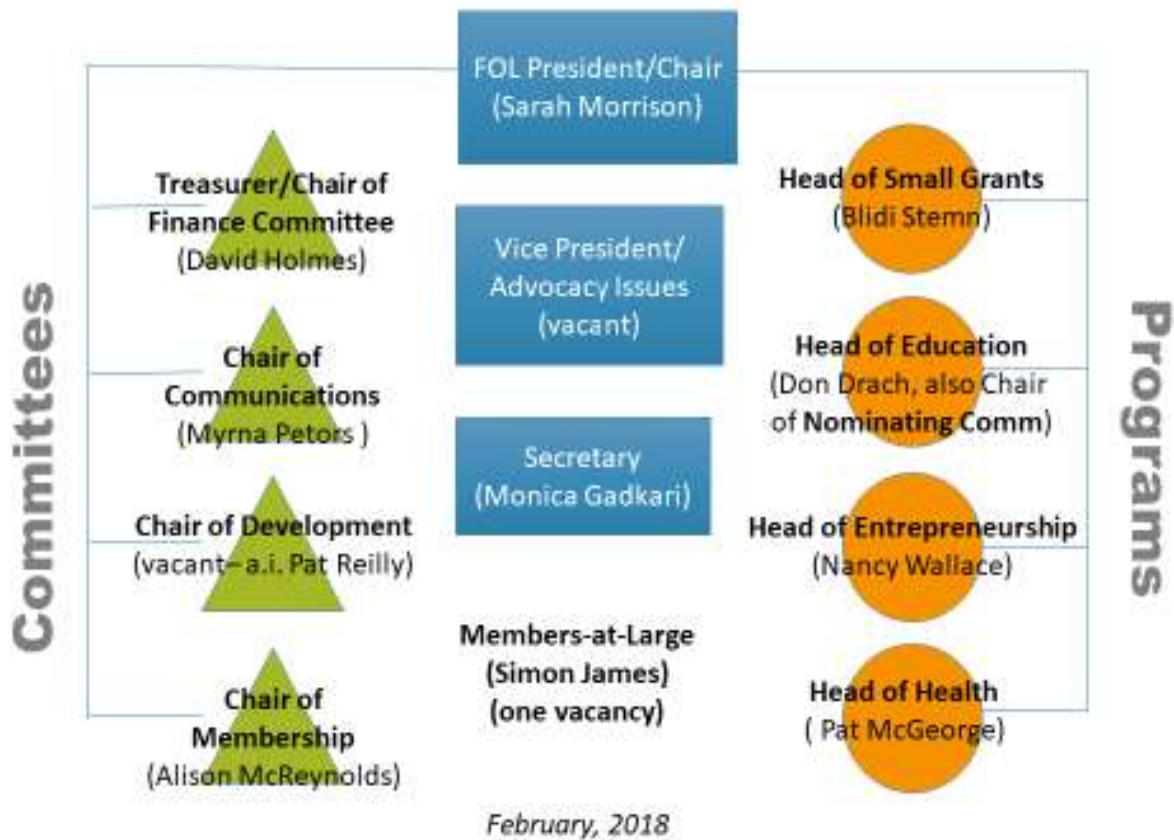 Committees
FOL President/Chair
(Sarah Morrison)
Vice President/
Advocacy Issues
(vacant)
Secretary
(Monica Gadkari)
Members-at-Large
(Simon James)
(one vacancy)
Treasurer/Chair of
Finance Committee
(David Holmes)
Chair of
Communications
(Myrna Petors )
Chair of Development
(vacant– a.i. Pat Reilly)
Chair of
Membership
(Alison McReynolds)
Head of Small Grants
(Blidi Stemn)
Head of Education
(Don Drach, also Chair
of Nominating Comm)
Head of Entrepreneurship
(Nancy Wallace)
Head of Health
( Pat McGeorge)
Programs
February, 2018